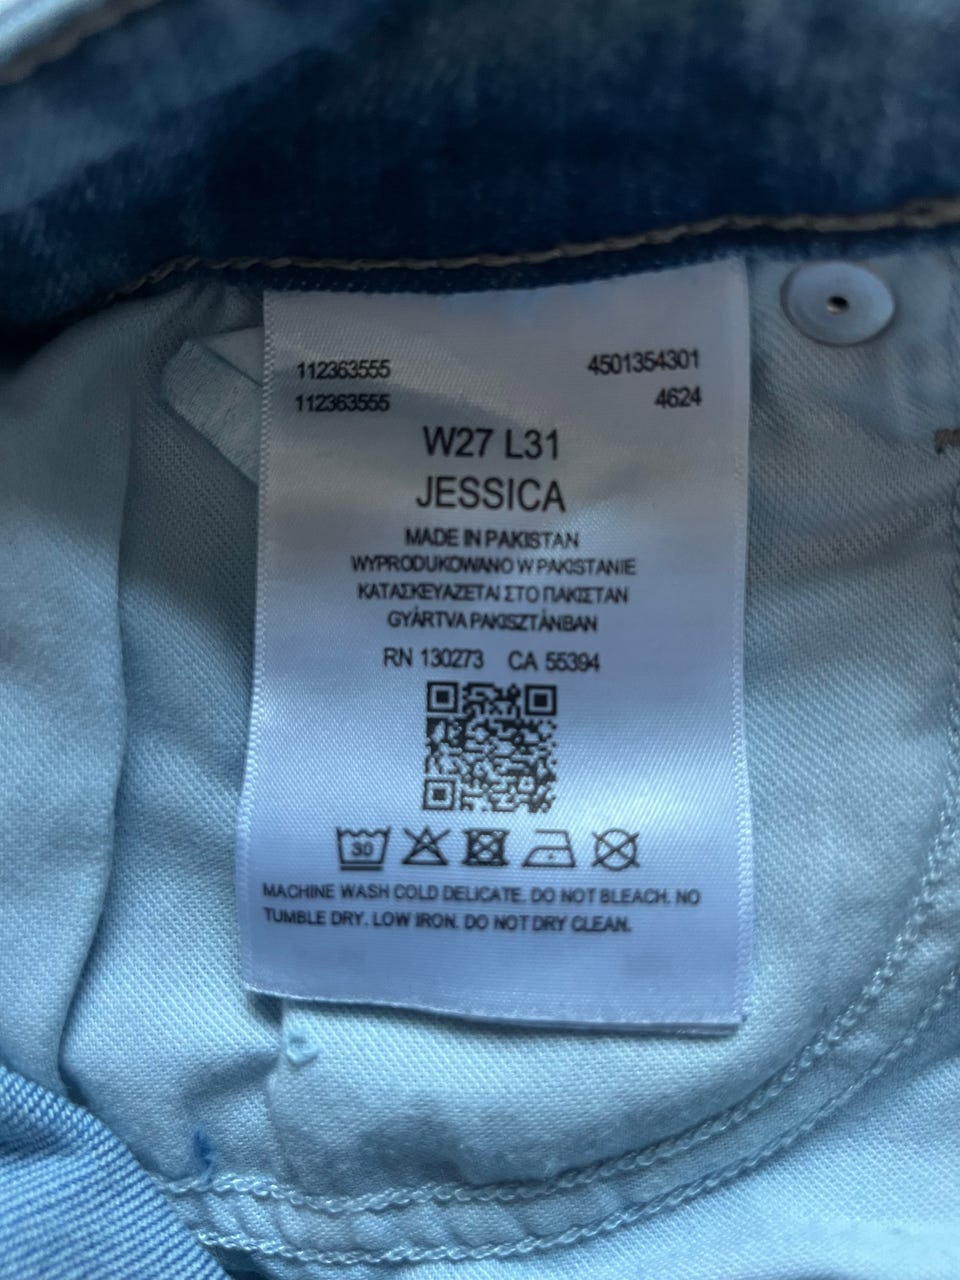 112363555 4501354301
112363555 4624
W27 L31
JESSICA
MADE IN PAKISTAN
WYPRODUKOWANO W PAKISTANIE
ΚΑΤΑΣΚΕΥΑΖΕΤΑΙ ΣΤΟ ΠΑΚΙΣΤΑΝ
GYÁRTVA PAKISZTÁNBAN
RN 130273 CA 55394
30
MACHINE WASH COLD DELICATE. DO NOT BLEACH. NO
TUMBLE DRY. LOW IRON. DO NOT DRY CLEAN.